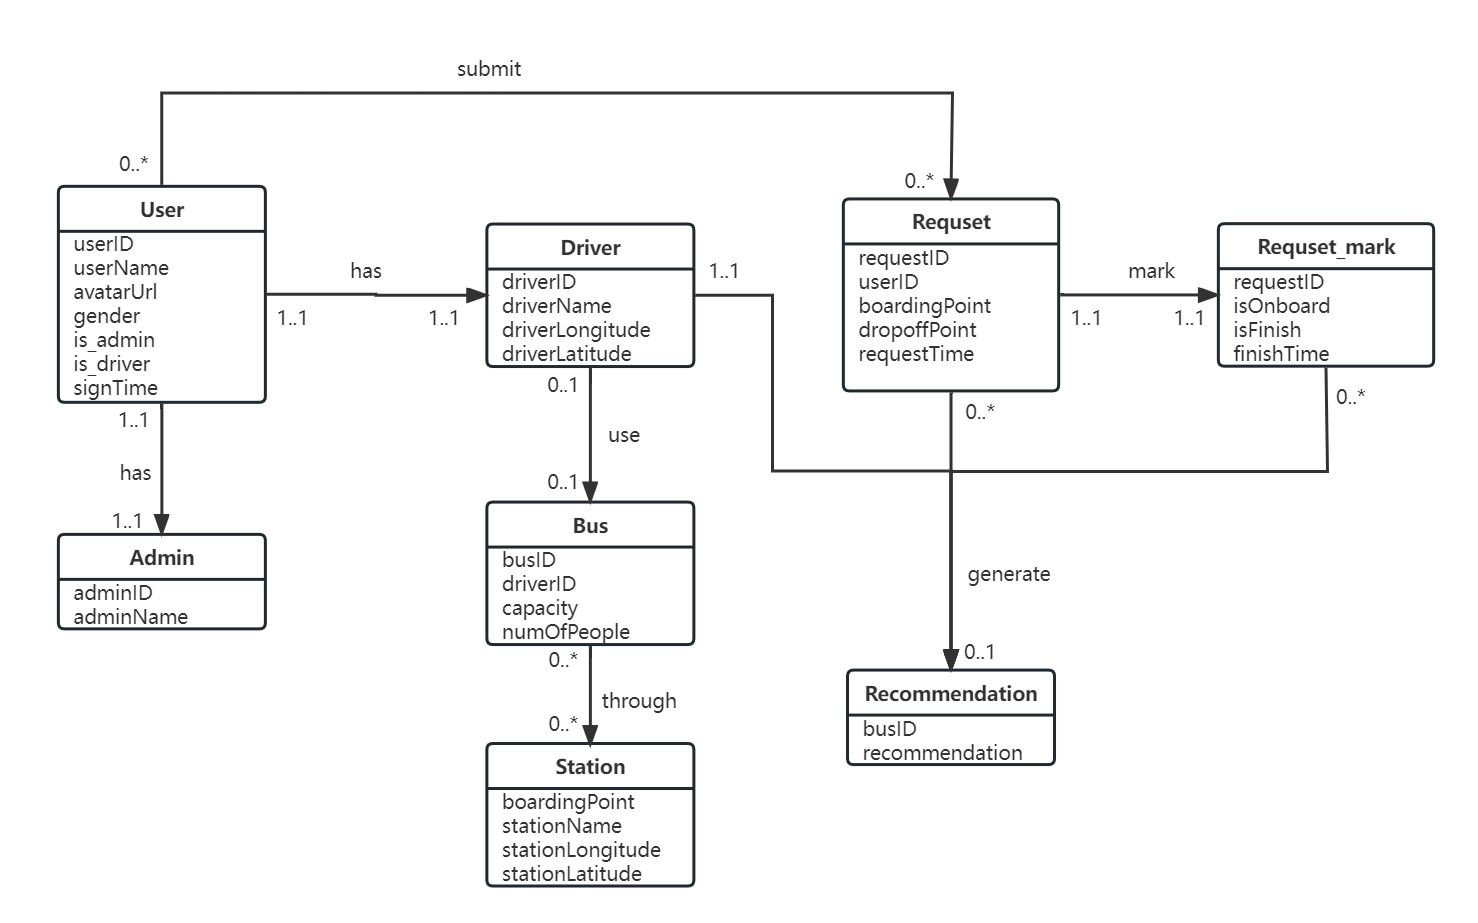 submit
0..*
0..*
User
userID
userName
avatarUrl
gender
is_admin
is_driver
signTime
has
1..1
1..1
Driver
driverID
driverName
driverLongitude
driverLatitude
1..1
Requset
requestID
userID
boardingPoint
dropoffPoint
requestTime
mark
1..1
1..1
Requset_mark
requestID
isOnboard
isFinish
finishTime
1..1
has
1..1
Admin
adminID
adminName
0..1
use
0..1
Bus
busID
driverID
capacity
numOfPeople
0..*
through
0..*
Station
boardingPoint
stationName
stationLongitude
stationLatitude
0..*
0..*
generate
0..1
Recommendation
busID
recommendation